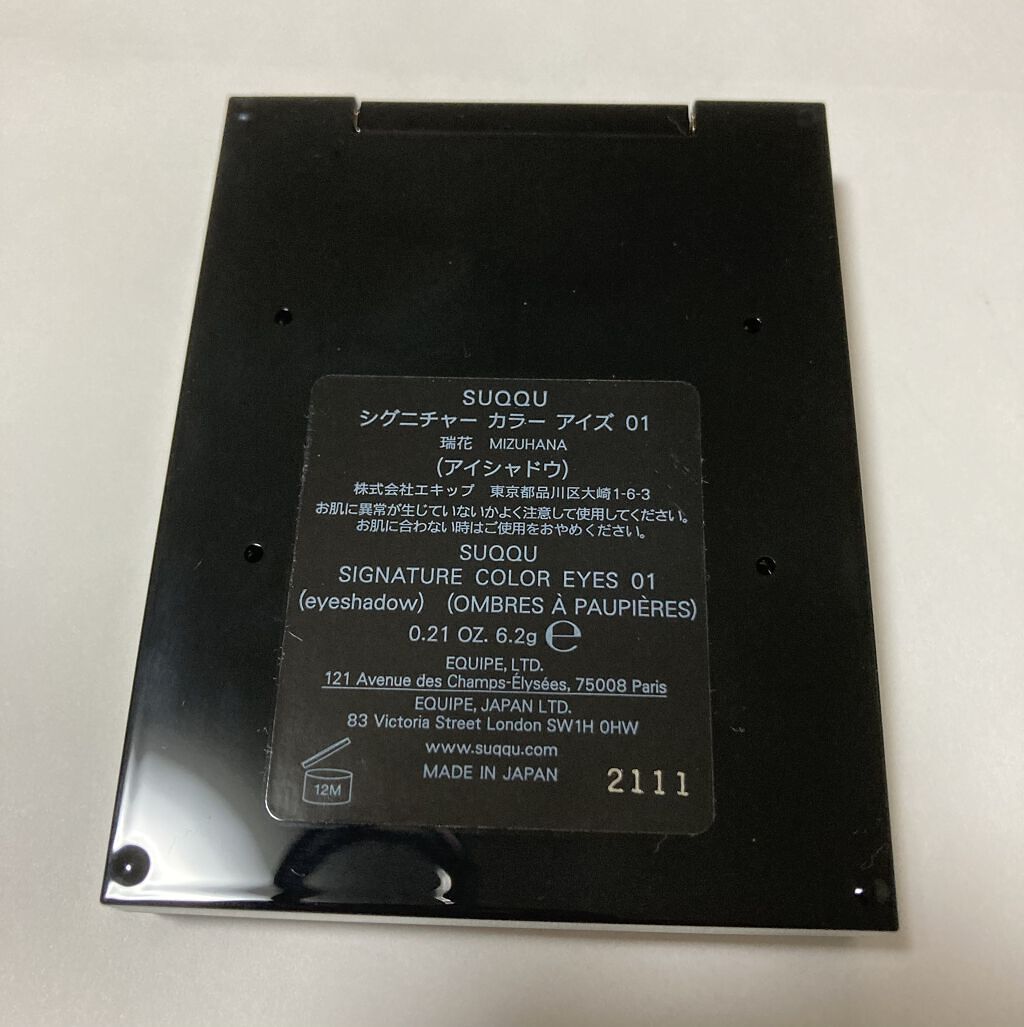 SUQQU
シグニチャー カラー アイズ 01
瑞花 MIZUHANA
(アイシャドウ)
株式会社エキップ 東京都品川区大崎1-6-3
お肌に異常が生じていないかよく注意して使用してください。
お肌に合わない時はご使用をおやめください。
SUQQU
SIGNATURE COLOR EYES 01
(eyeshadow) (OMBRES À PAUPIÈRES)
0.21 OZ. 6.2g ℮
EQUIPE, LTD.
121 Avenue des Champs-Élysées, 75008 Paris
EQUIPE, JAPAN LTD.
83 Victoria Street London SW1H 0HW
www.suqqu.com
MADE IN JAPAN
12M
2111